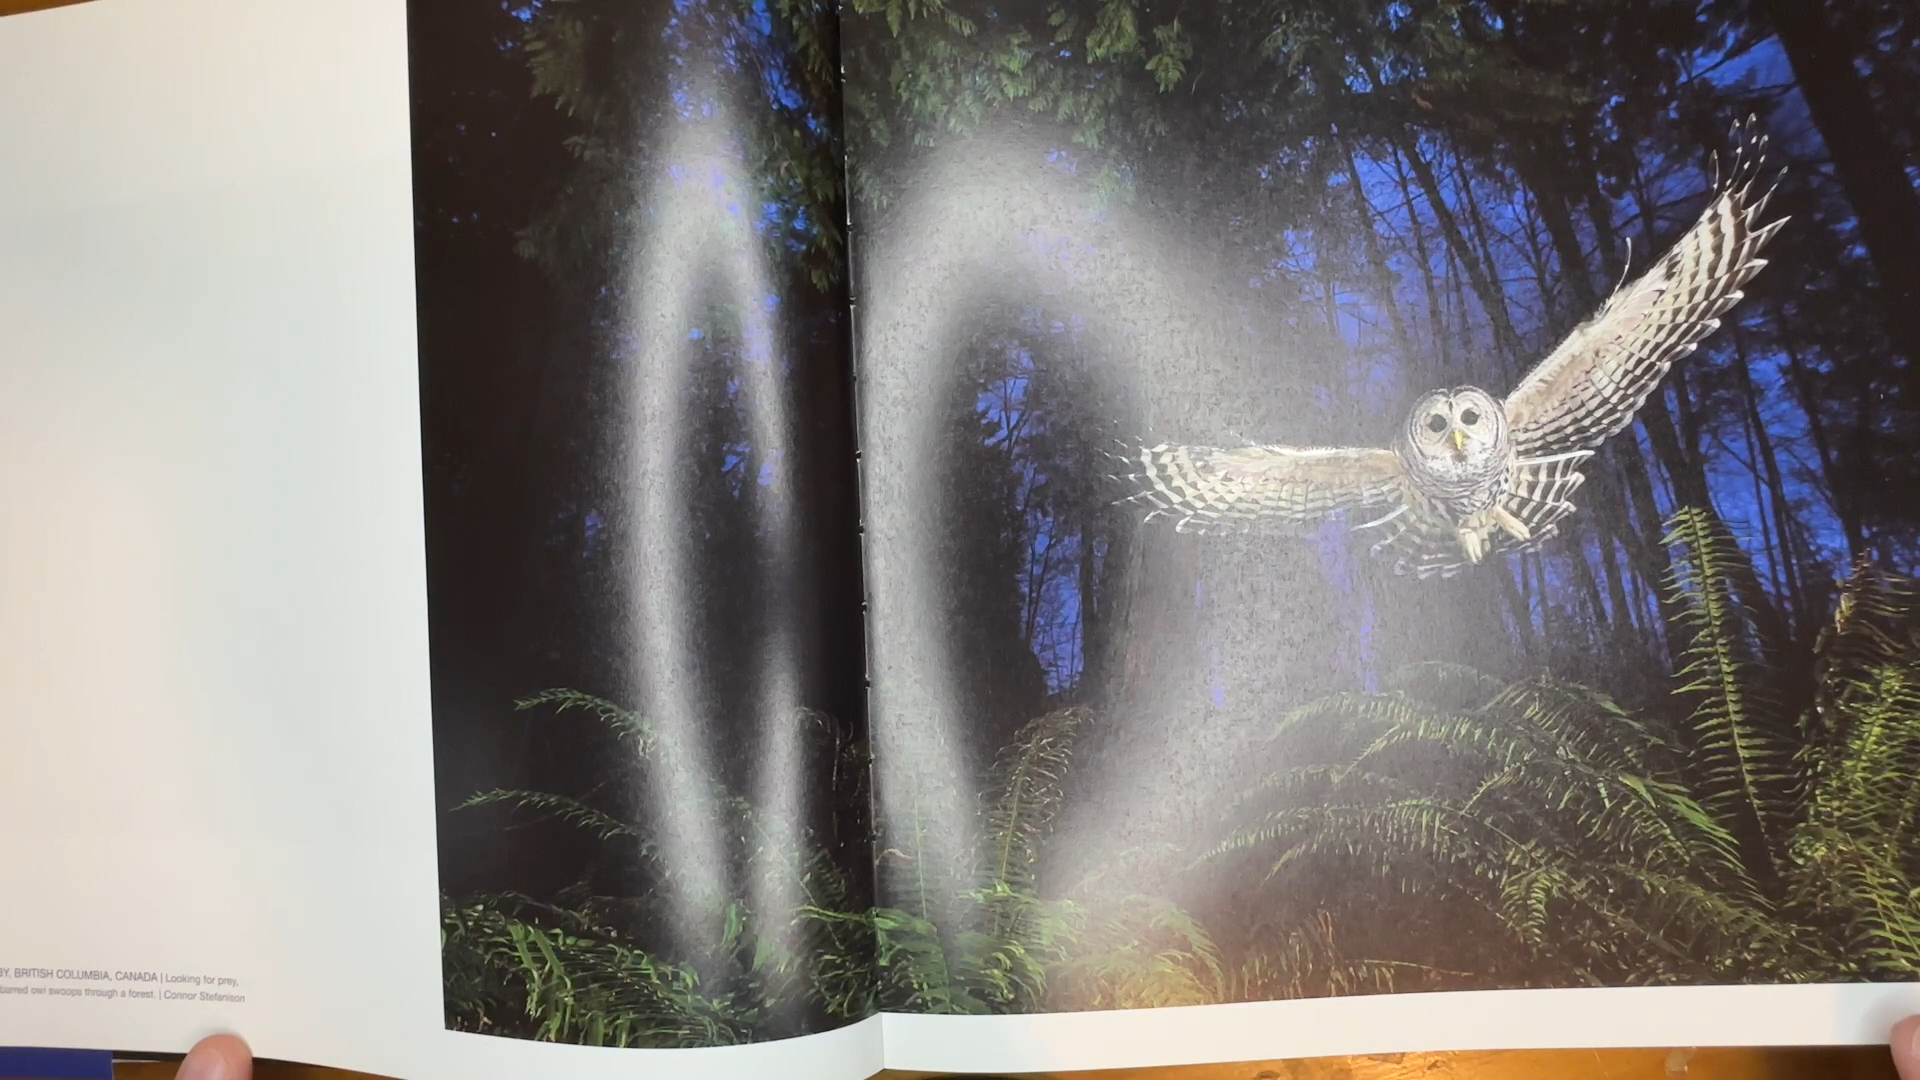 BY, BRITISH COLUMBIA, CANADA | Looking for prey,
barred owl swoops through a forest. | Connor Stefanison